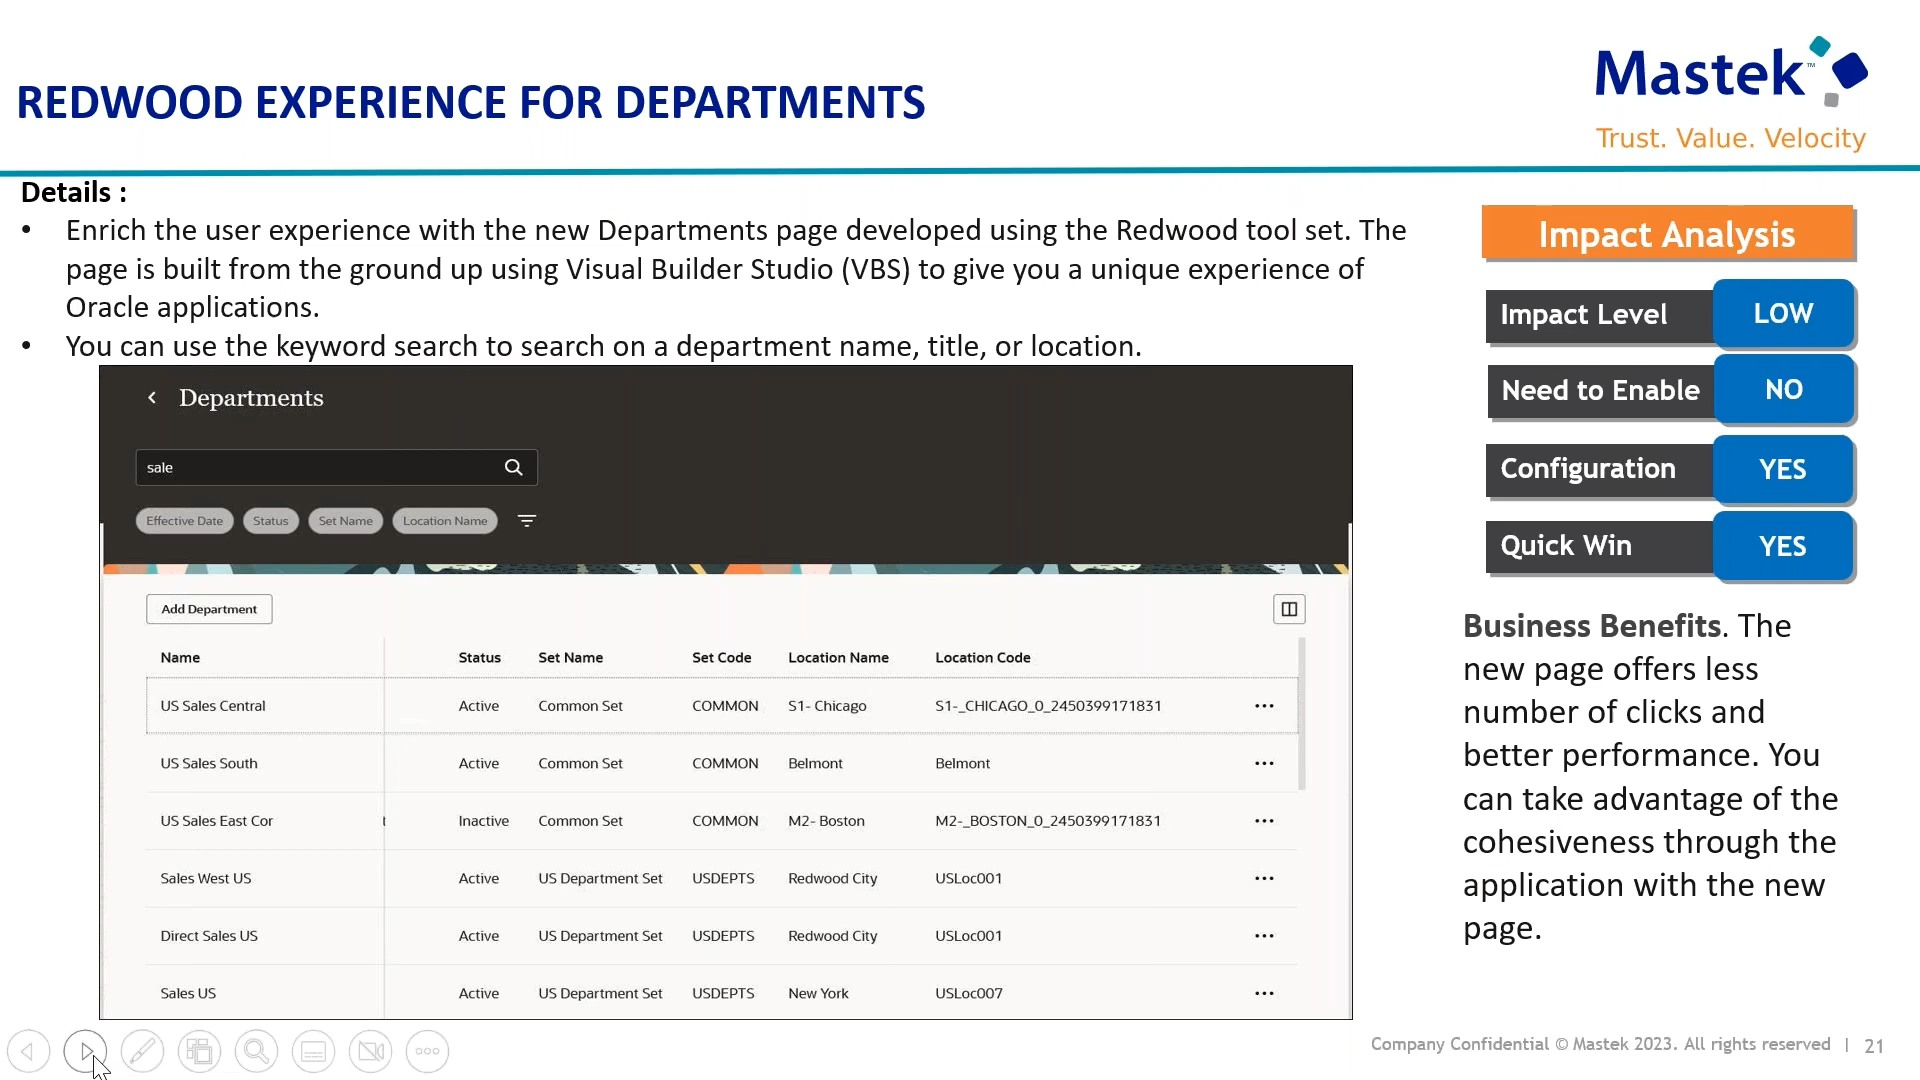 REDWOOD EXPERIENCE FOR DEPARTMENTS
Mastek™
Trust. Value. Velocity
Details :
• Enrich the user experience with the new Departments page developed using the Redwood tool set. The
page is built from the ground up using Visual Builder Studio (VBS) to give you a unique experience of
Oracle applications.
• You can use the keyword search to search on a department name, title, or location.
Departments
sale
Effective Date Status Set Name Location Name
Add Department
Name Status Set Name Set Code Location Name Location Code
US Sales Central Active Common Set COMMON S1- Chicago S1-_CHICAGO_0_2450399171831
US Sales South Active Common Set COMMON Belmont Belmont
US Sales East Cor t Inactive Common Set COMMON M2- Boston M2-_BOSTON_0_2450399171831
Sales West US Active US Department Set USDEPTS Redwood City USLoc001
Direct Sales US Active US Department Set USDEPTS Redwood City USLoc001
Sales US Active US Department Set USDEPTS New York USLoc007
Impact Analysis
Impact Level LOW
Need to Enable NO
Configuration YES
Quick Win YES
Business Benefits. The
new page offers less
number of clicks and
better performance. You
can take advantage of the
cohesiveness through the
application with the new
page.
Company Confidential © Mastek 2023. All rights reserved | 21